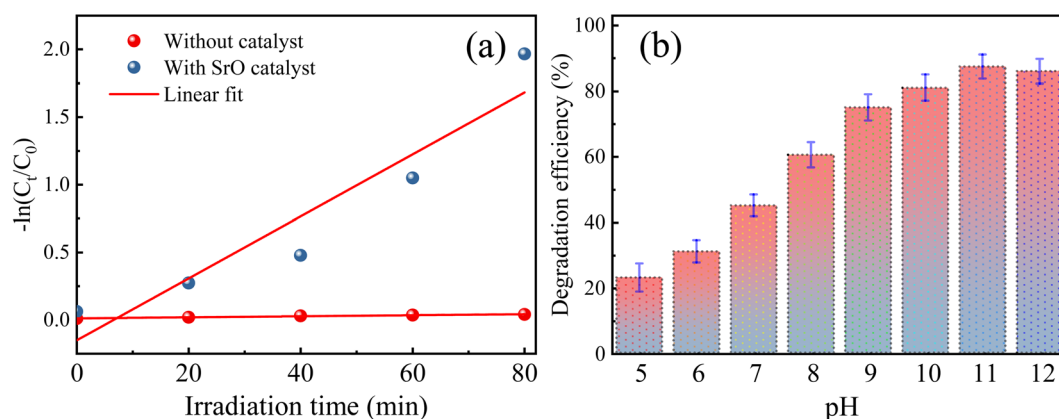 (a)
Without catalyst
With SrO catalyst
Linear fit
-ln(Cₜ/C₀)
2.0
1.5
1.0
0.5
0.0
0 20 40 60 80
Irradiation time (min)
(b)
Degradation efficiency (%)
100
80
60
40
20
0
5 6 7 8 9 10 11 12
pH